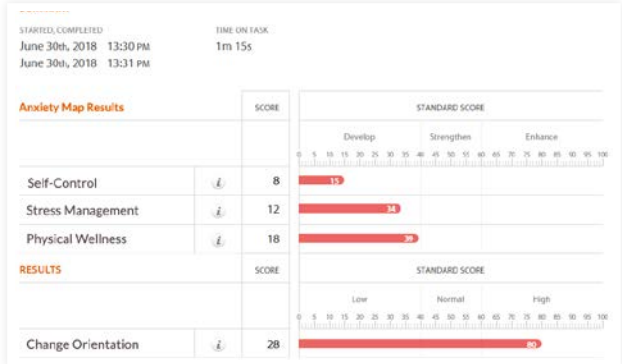 STARTED, COMPLETED TIME ON TASK
June 30th, 2018 13:30 PM 1m 15s
June 30th, 2018 13:31 PM
Anxiety Map Results SCORE STANDARD SCORE
Develop Strengthen Enhance
0 5 10 15 20 25 30 35 40 45 50 55 60 65 70 75 80 85 90 95 100
Self-Control i 8 15
Stress Management i 12 34
Physical Wellness i 18 39
RESULTS SCORE STANDARD SCORE
Low Normal High
0 5 10 15 20 25 30 35 40 45 50 55 60 65 70 75 80 85 90 95 100
Change Orientation i 28 80